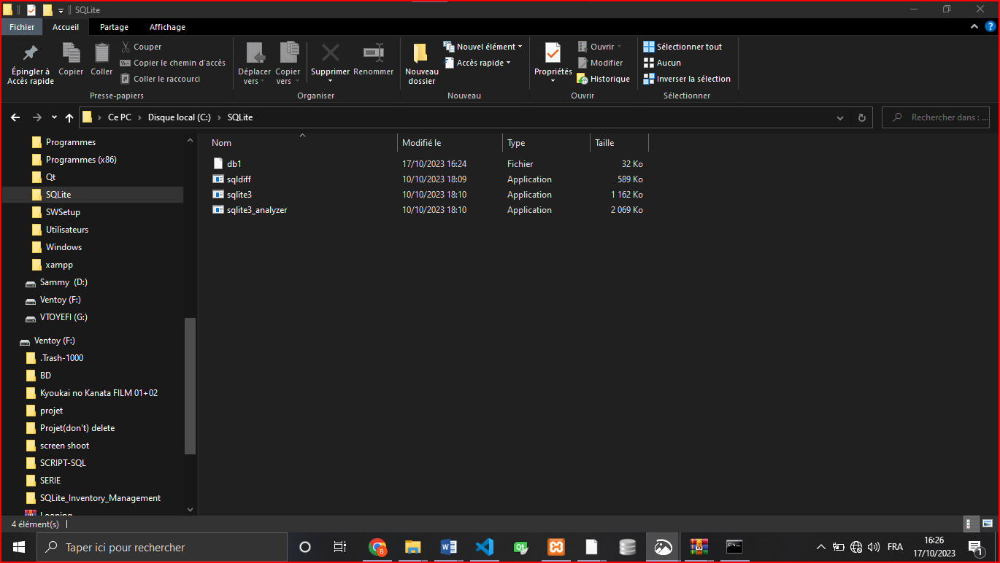 SQLite
Fichier Accueil Partage Affichage
Épingler à Accès rapide
Copier
Coller
Couper
Copier le chemin d'accès
Coller le raccourci
Presse-papiers
Déplacer vers
Copier vers
Supprimer
Renommer
Organiser
Nouveau dossier
Nouvel élément
Accès rapide
Nouveau
Propriétés
Ouvrir
Modifier
Historique
Ouvrir
Sélectionner tout
Aucun
Inverser la sélection
Sélectionner
Ce PC Disque local (C:) SQLite
Rechercher dans : ...
Programmes
Programmes (x86)
Qt
SQLite
SWSetup
Utilisateurs
Windows
xampp
Sammy (D:)
Ventoy (F:)
VTOYEFI (G:)
Ventoy (F:)
.Trash-1000
BD
Kyoukai no Kanata FILM 01+02
projet
Projet(don't) delete
screen shoot
SCRIPT-SQL
SERIE
SQLite_Inventory_Management
Looping
Nom Modifié le Type Taille
db1 17/10/2023 16:24 Fichier 32 Ko
sqldiff 10/10/2023 18:09 Application 589 Ko
sqlite3 10/10/2023 18:10 Application 1 162 Ko
sqlite3_analyzer 10/10/2023 18:10 Application 2 069 Ko
4 élément(s)
Taper ici pour rechercher
FRA
16:26
17/10/2023
1